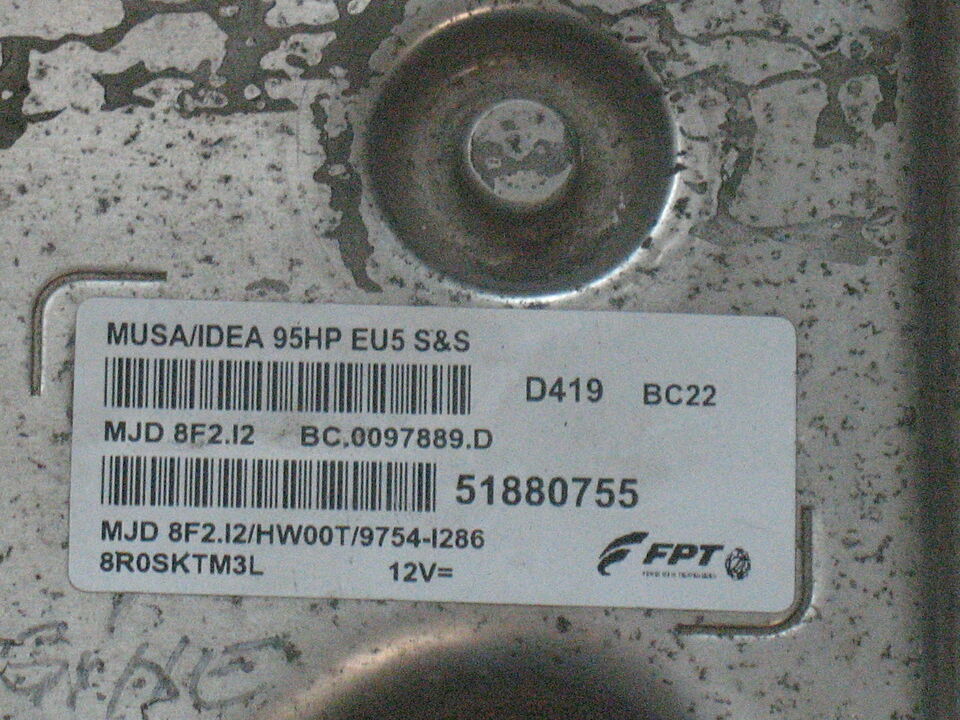 MUSA/IDEA 95HP EU5 S&S
D419 BC22
MJD 8F2.I2 BC.0097889.D
51880755
MJD 8F2.I2/HW00T/9754-I286
8R0SKTM3L 12V=
FPT